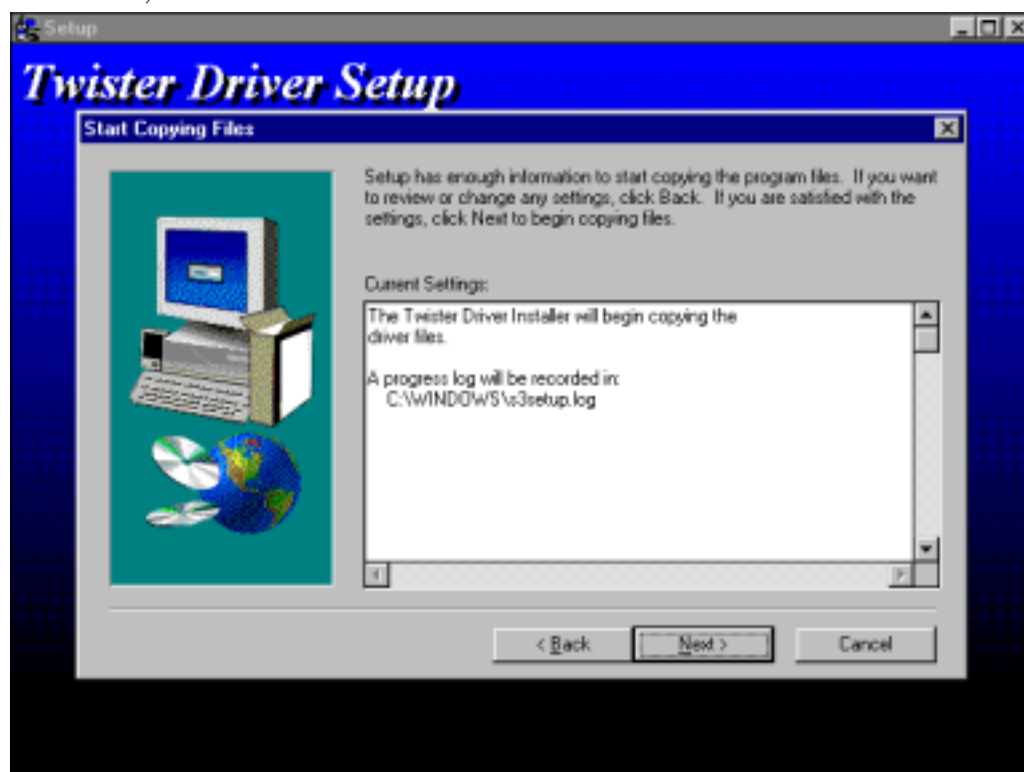 Setup
Twister Driver Setup
Start Copying Files
Setup has enough information to start copying the program files.  If you want
to review or change any settings, click Back.  If you are satisfied with the
settings, click Next to begin copying files.
Current Settings:
The Twister Driver Installer will begin copying the
driver files.
A progress log will be recorded in:
C:\WINDOWS\s3setup.log
< Back
Next >
Cancel